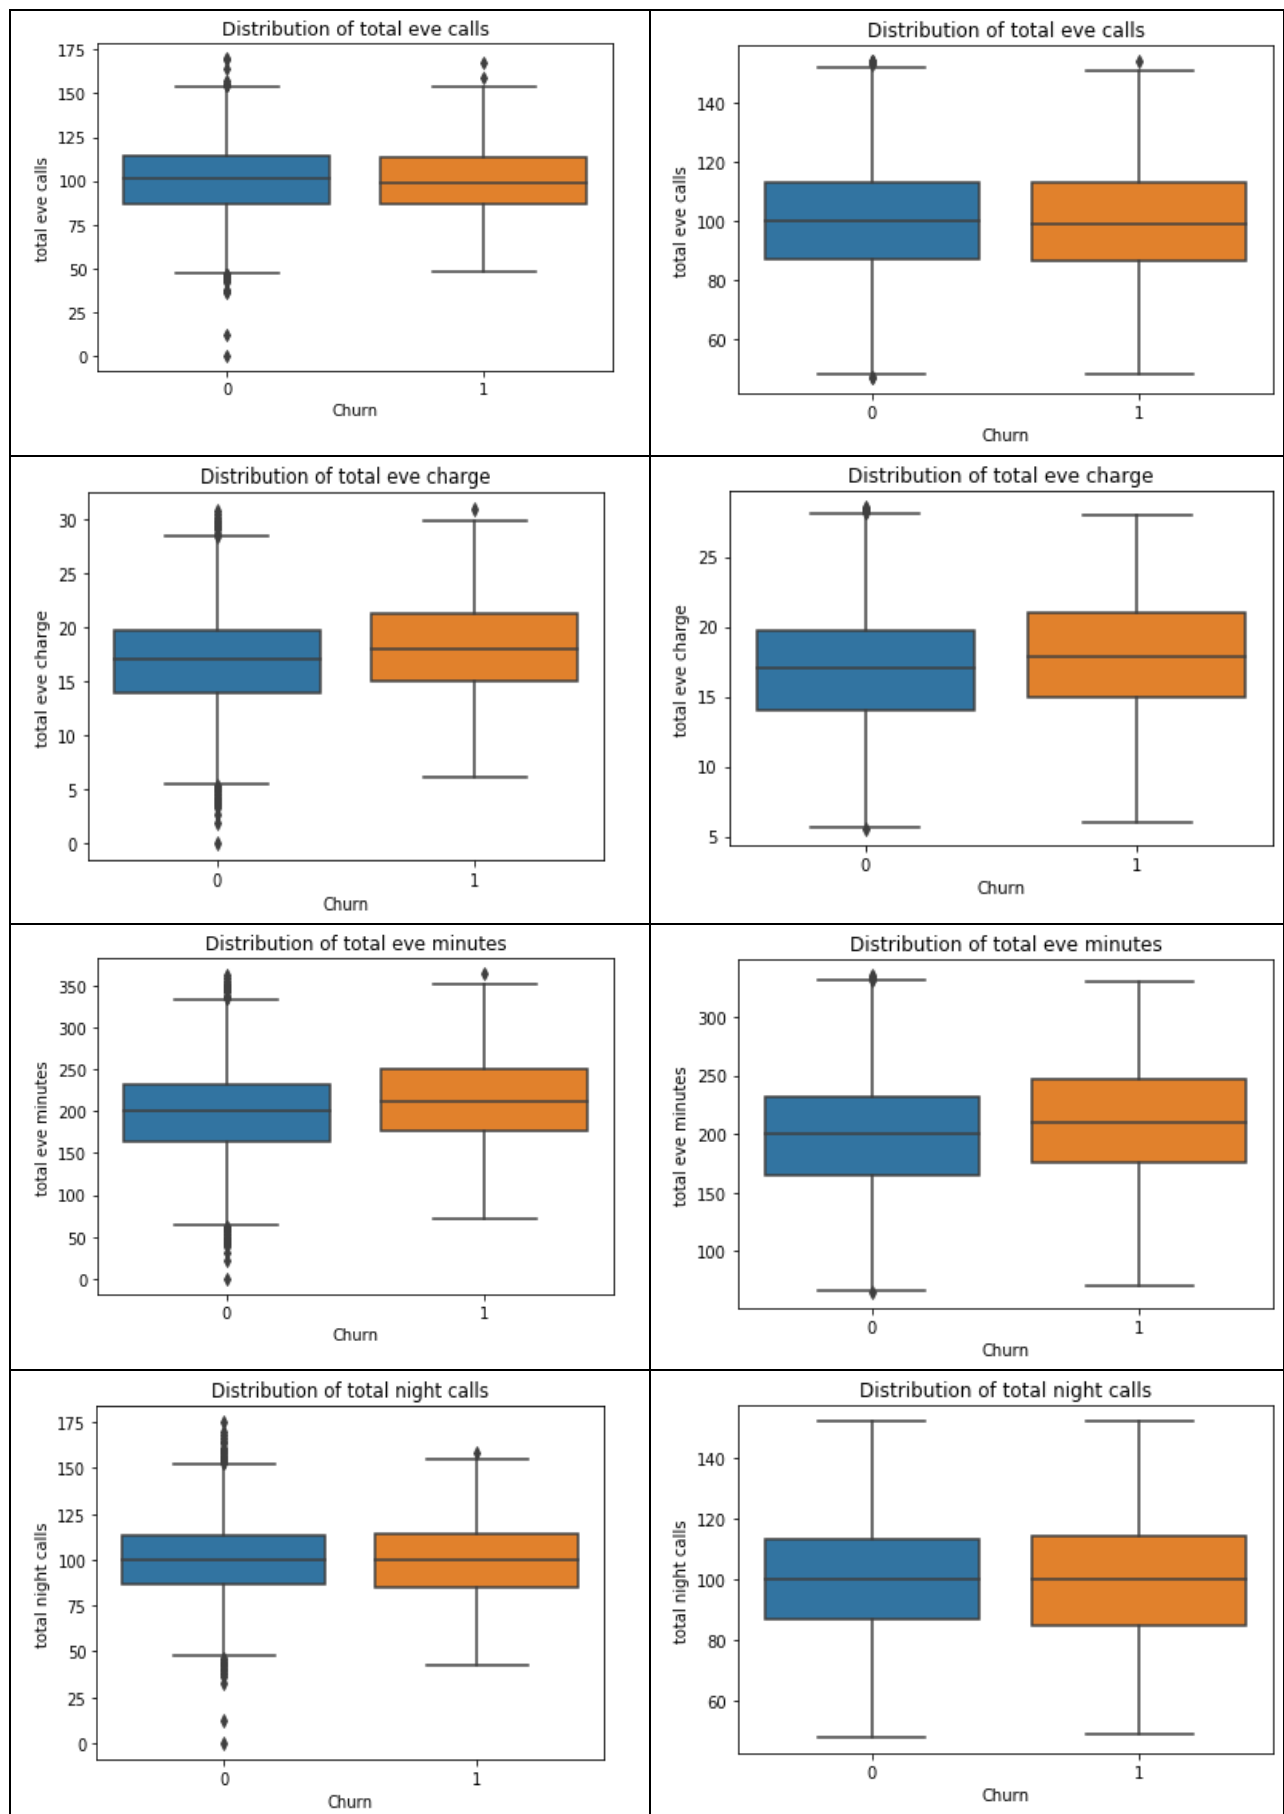 Distribution of total eve calls
total eve calls
175
150
125
100
75
50
25
0
0 1
Churn
Distribution of total eve calls
total eve calls
140
120
100
80
60
0 1
Churn
Distribution of total eve charge
total eve charge
30
25
20
15
10
5
0
0 1
Churn
Distribution of total eve charge
total eve charge
25
20
15
10
5
0 1
Churn
Distribution of total eve minutes
total eve minutes
350
300
250
200
150
100
50
0
0 1
Churn
Distribution of total eve minutes
total eve minutes
300
250
200
150
100
0 1
Churn
Distribution of total night calls
total night calls
175
150
125
100
75
50
25
0
0 1
Churn
Distribution of total night calls
total night calls
140
120
100
80
60
0 1
Churn